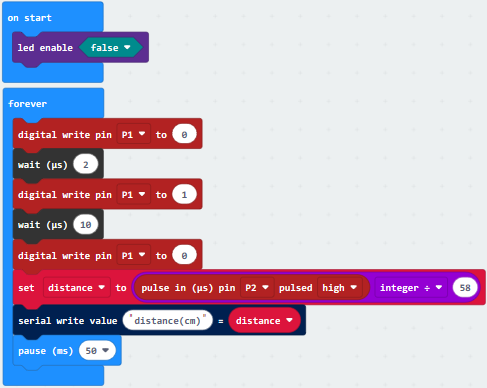 on start
led enable false
forever
digital write pin P1 to 0
wait (µs) 2
digital write pin P1 to 1
wait (µs) 10
digital write pin P1 to 0
set distance to pulse in (µs) pin P2 pulsed high integer ÷ 58
serial write value "distance(cm)" = distance
pause (ms) 50